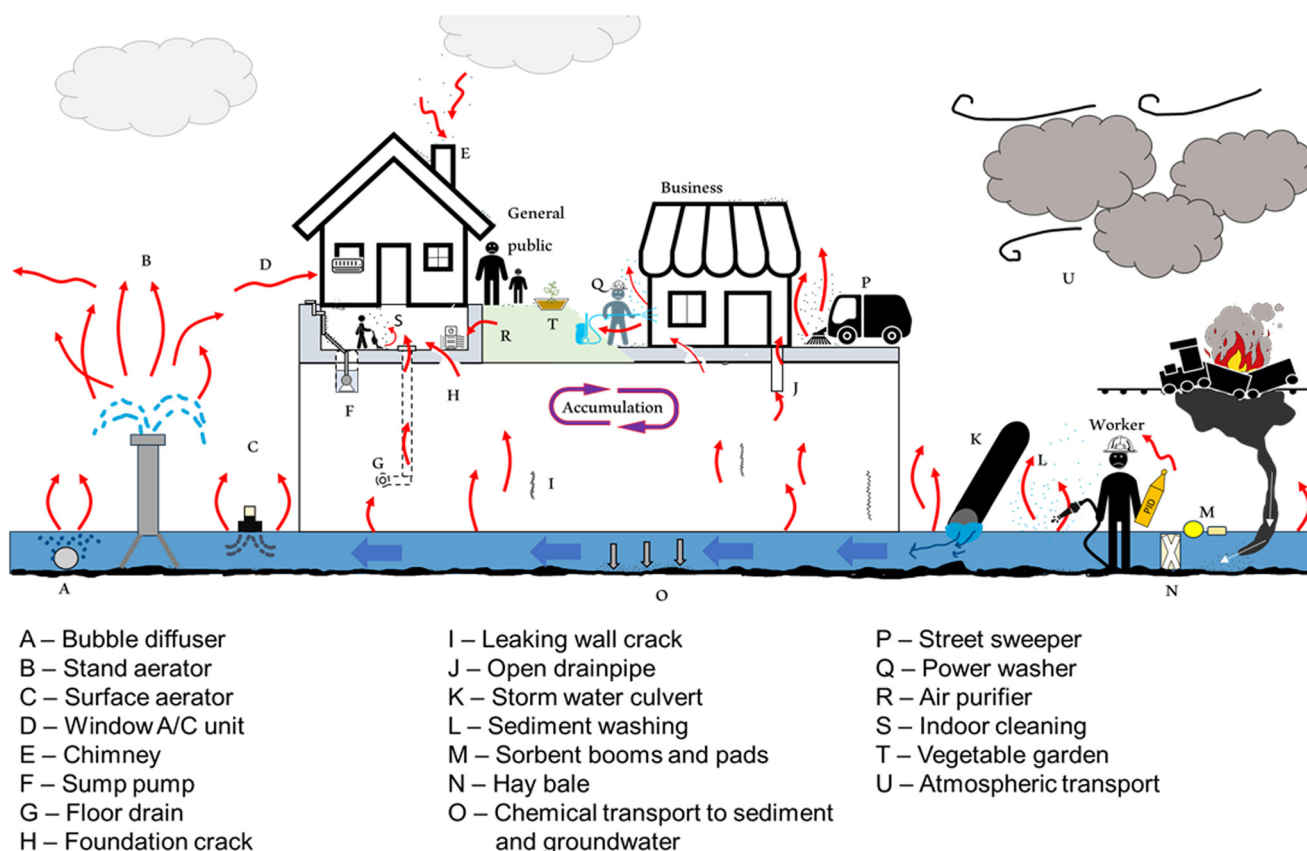 Business
E
General
public
B
D
Q
P
U
S
R
T
F
H
J
Accumulation
K
Worker
C
G
I
L
PID
M
A
O
N
A – Bubble diffuser
B – Stand aerator
C – Surface aerator
D – Window A/C unit
E – Chimney
F – Sump pump
G – Floor drain
H – Foundation crack
I – Leaking wall crack
J – Open drainpipe
K – Storm water culvert
L – Sediment washing
M – Sorbent booms and pads
N – Hay bale
O – Chemical transport to sediment
and groundwater
P – Street sweeper
Q – Power washer
R – Air purifier
S – Indoor cleaning
T – Vegetable garden
U – Atmospheric transport